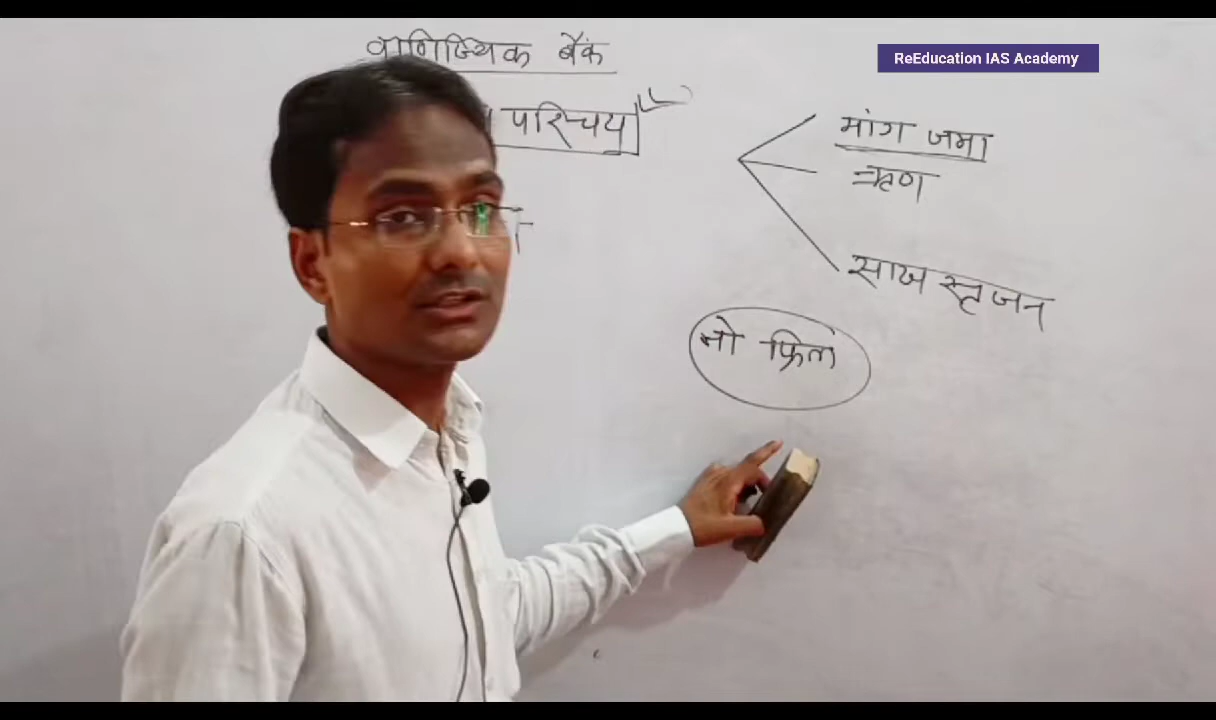 वाणिज्यिक बैंक
ReEducation IAS Academy
परिचय
मांग जमा
ऋण
साख सृजन
नो फ्रिल